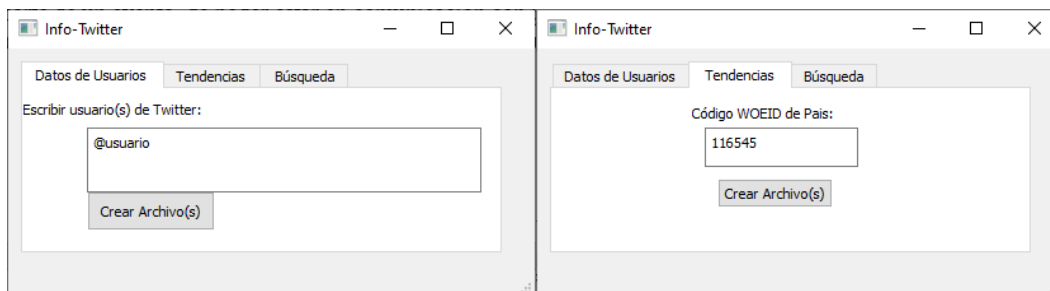 Info-Twitter
Datos de Usuarios Tendencias Búsqueda
Escribir usuario(s) de Twitter:
@usuario
Crear Archivo(s)
Info-Twitter
Datos de Usuarios Tendencias Búsqueda
Código WOEID de Pais:
116545
Crear Archivo(s)